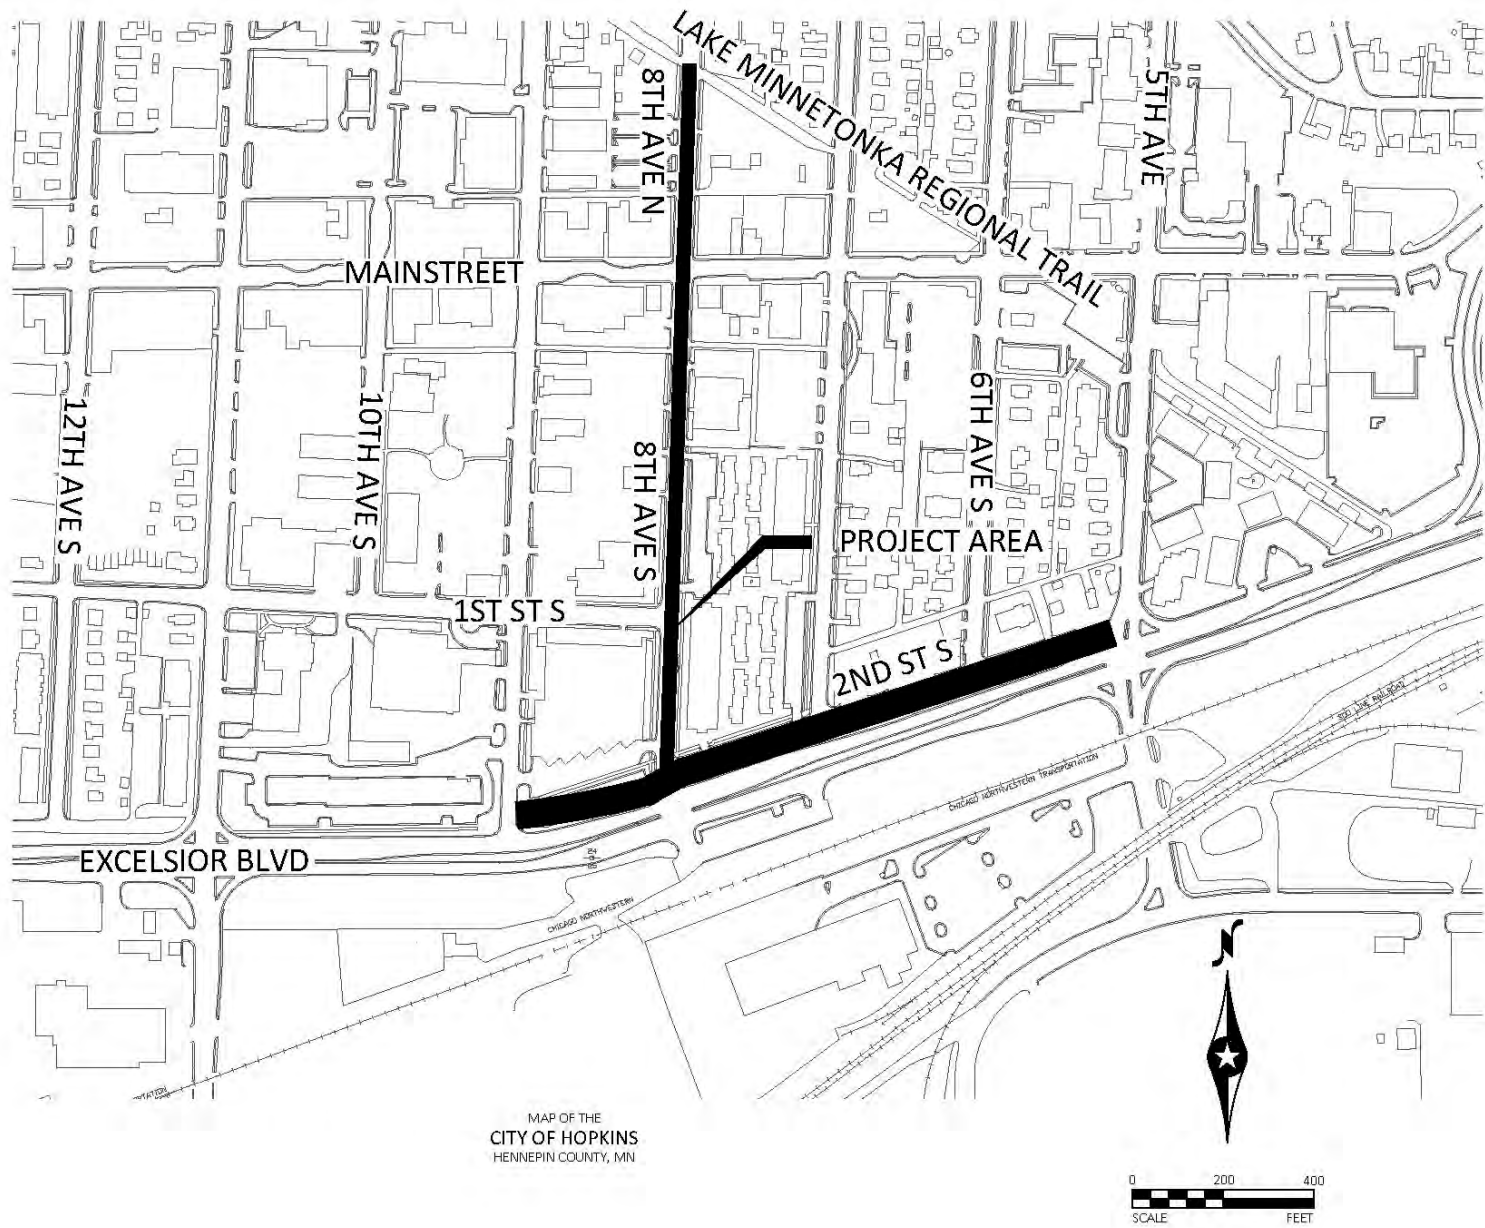 LAKE MINNETONKA REGIONAL TRAIL
8TH AVE N
5TH AVE
MAINSTREET
12TH AVE S
10TH AVE S
8TH AVE S
6TH AVE S
PROJECT AREA
1ST ST S
2ND ST S
SOO LINE RAILROAD
CHICAGO NORTHWESTERN TRANSPORTATION
EXCELSIOR BLVD
CHICAGO NORTHWESTERN
N
MAP OF THE
CITY OF HOPKINS
HENNEPIN COUNTY, MN
0 200 400
SCALE FEET